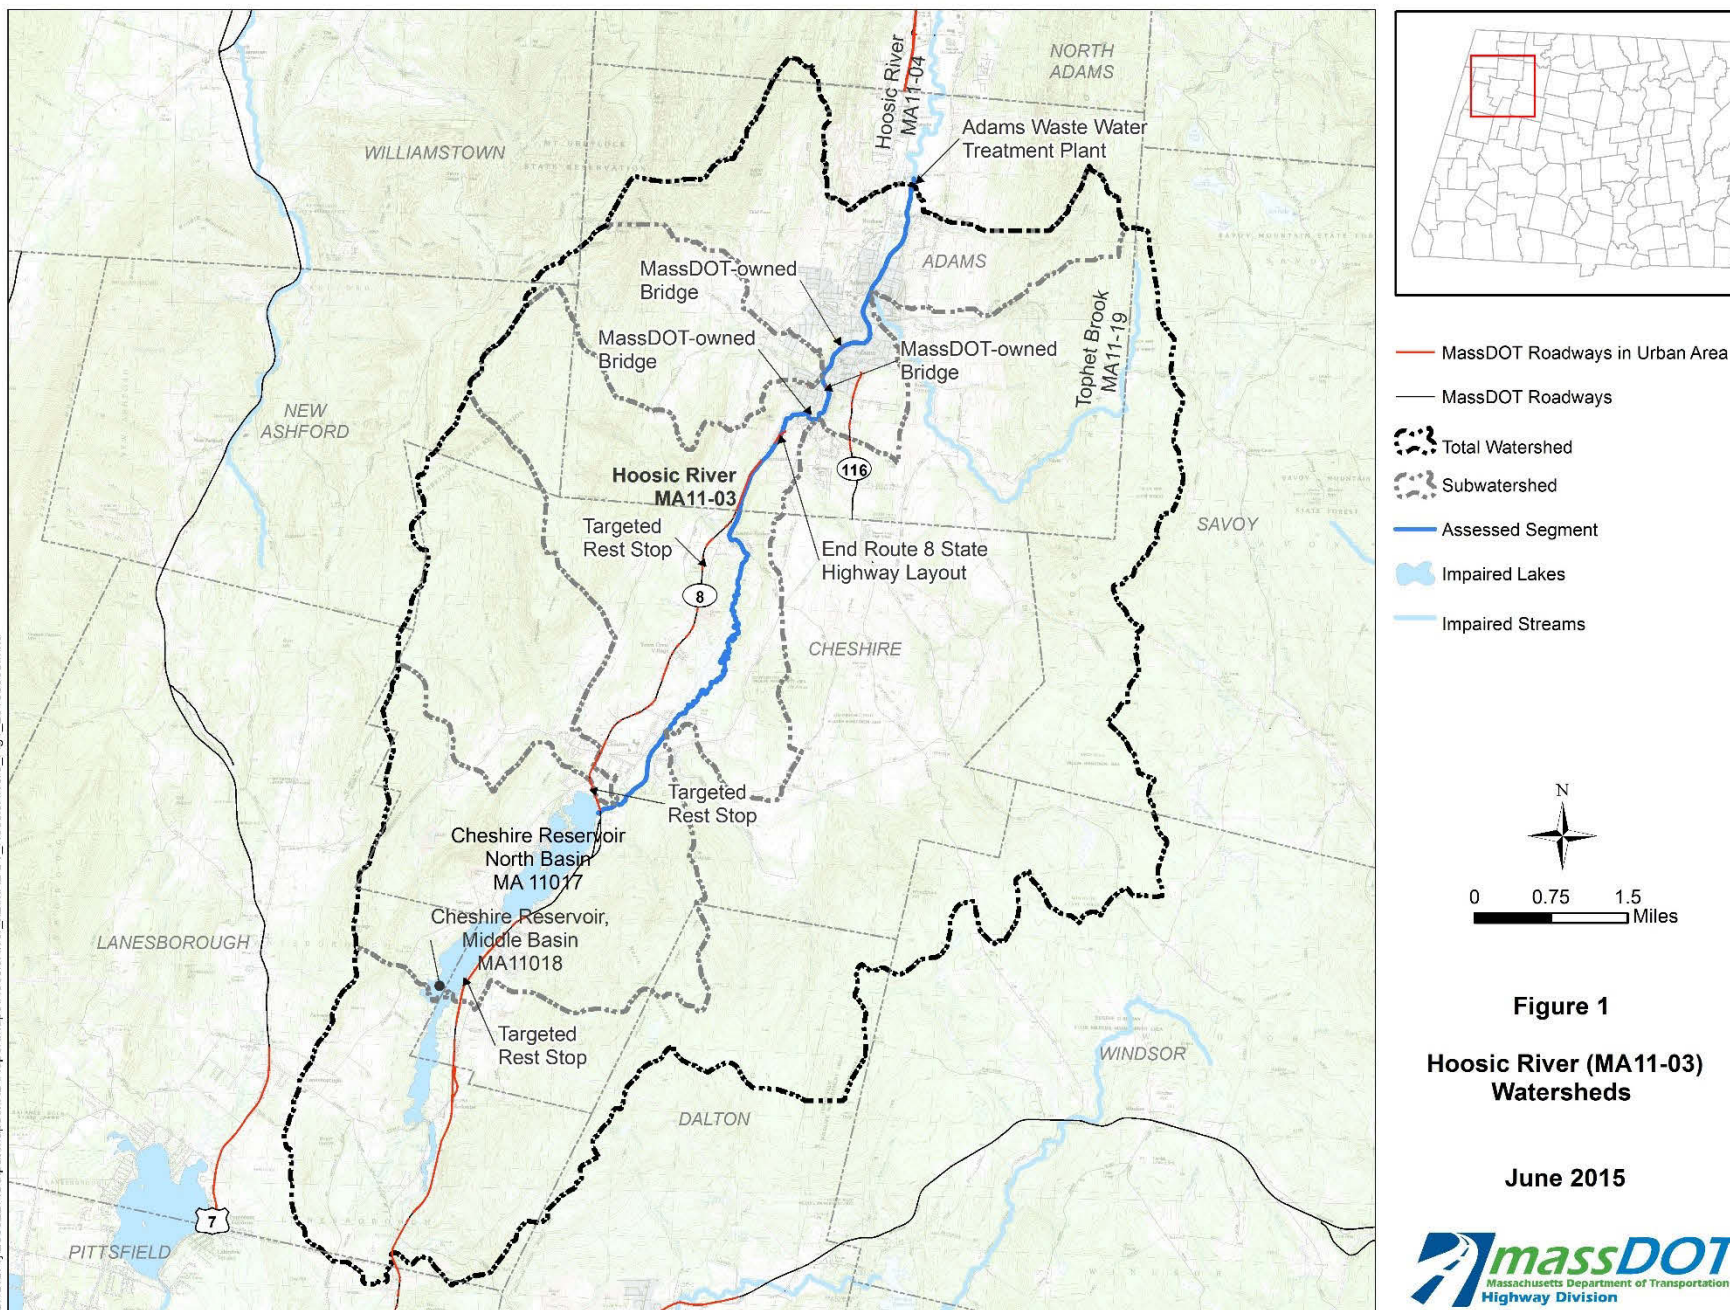 Hoosic River
MA11-04
NORTH
ADAMS
Adams Waste Water
Treatment Plant
WILLIAMSTOWN
MassDOT-owned
Bridge
ADAMS
MassDOT-owned
Bridge
MassDOT-owned
Bridge
Tophet Brook
MA11-19
NEW
ASHFORD
116
Hoosic River
MA11-03
Targeted
Rest Stop
End Route 8 State
Highway Layout
SAVOY
8
CHESHIRE
Targeted
Rest Stop
Cheshire Reservoir
North Basin
MA 11017
Cheshire Reservoir,
Middle Basin
MA11018
LANESBOROUGH
Targeted
Rest Stop
WINDSOR
DALTON
7
PITTSFIELD
MassDOT Roadways in Urban Area
MassDOT Roadways
Total Watershed
Subwatershed
Assessed Segment
Impaired Lakes
Impaired Streams
N
0 0.75 1.5
Miles
Figure 1
Hoosic River (MA11-03)
Watersheds
June 2015
massDOT
Massachusetts Department of Transportation
Highway Division